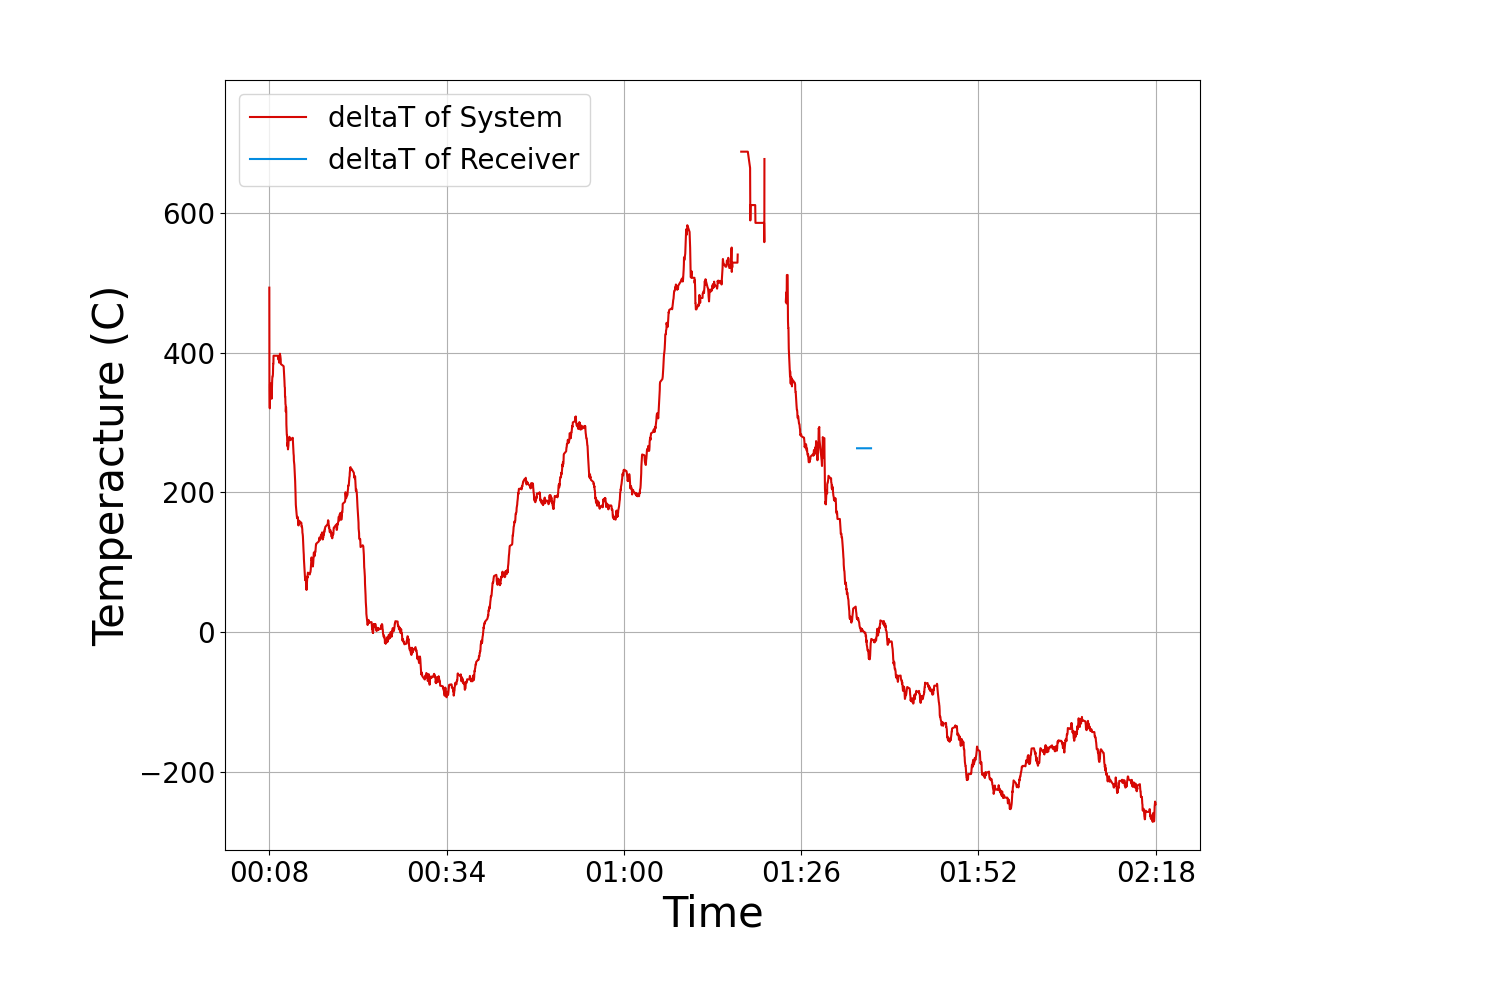 deltaT of System
deltaT of Receiver
600
400
200
0
−200
Temperacture (C)
00:08 00:34 01:00 01:26 01:52 02:18
Time